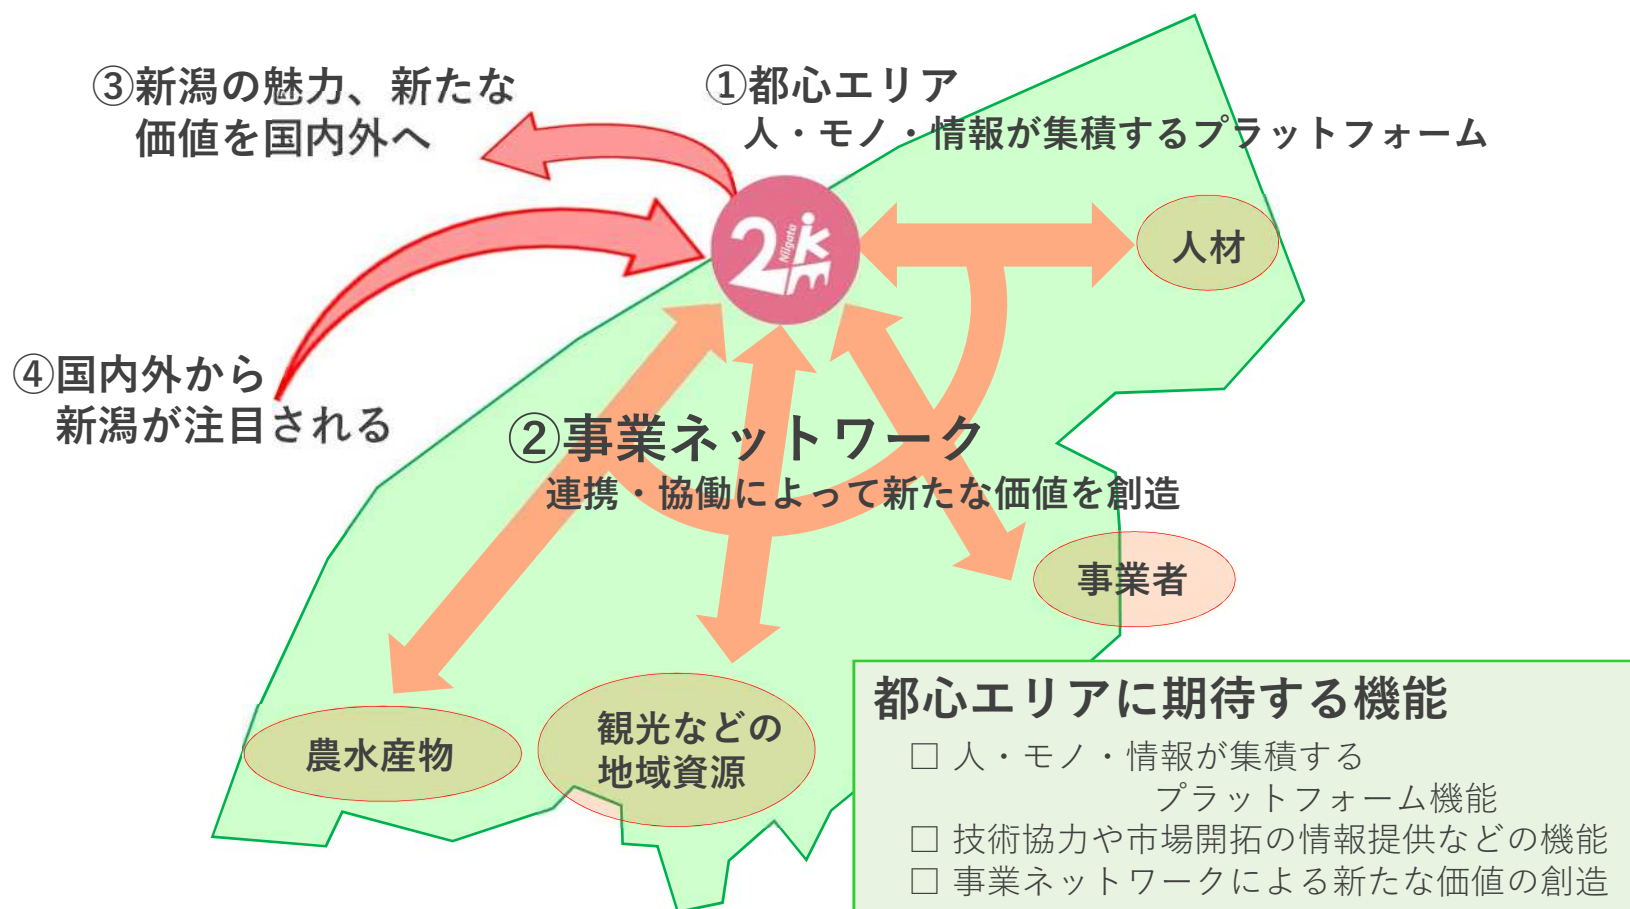 ③新潟の魅力、新たな
価値を国内外へ
①都心エリア
人・モノ・情報が集積するプラットフォーム
2km
Niigata
人材
④国内外から
新潟が注目される
②事業ネットワーク
連携・協働によって新たな価値を創造
事業者
農水産物
観光などの
地域資源
都心エリアに期待する機能
□ 人・モノ・情報が集積する
プラットフォーム機能
□ 技術協力や市場開拓の情報提供などの機能
□ 事業ネットワークによる新たな価値の創造